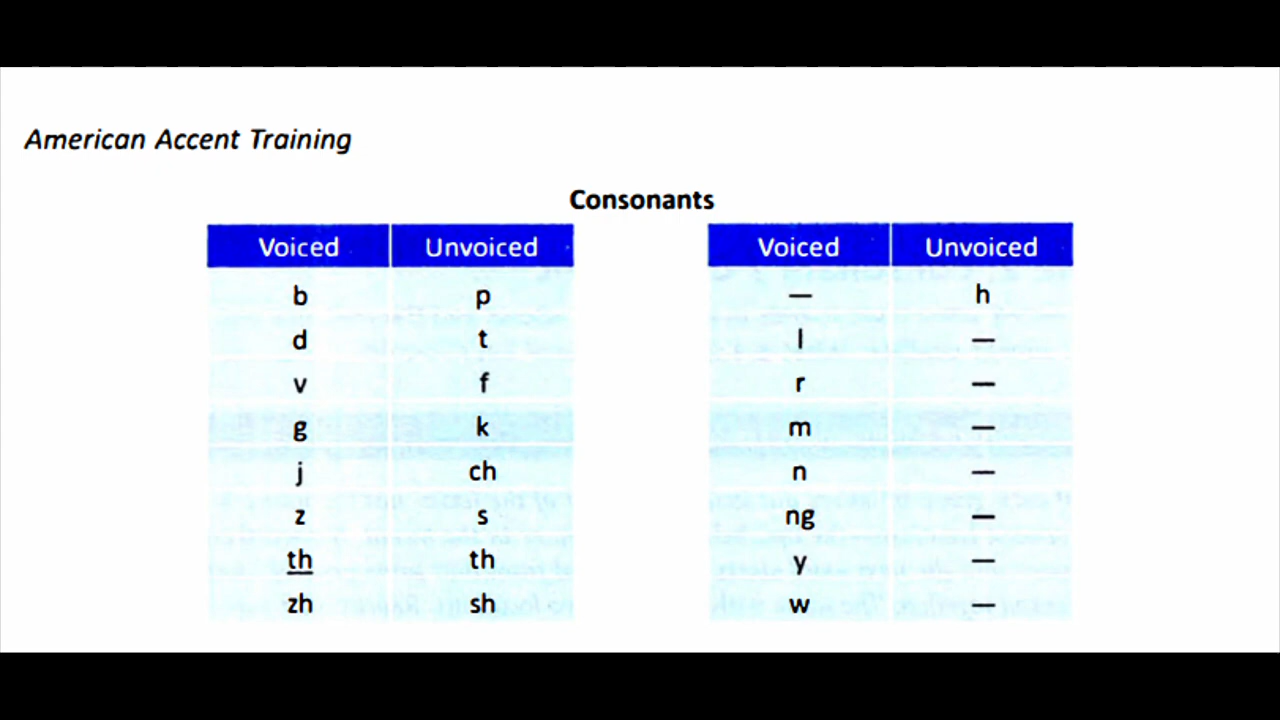 American Accent Training
Consonants
Voiced Unvoiced Voiced Unvoiced
b p — h
d t l —
v f r —
g k m —
j ch n —
z s ng —
th th y —
zh sh w —